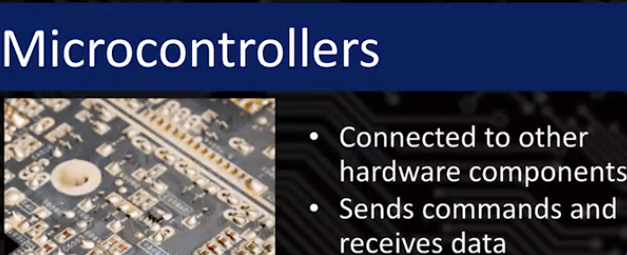 Microcontrollers
• Connected to other
hardware components
• Sends commands and
receives data